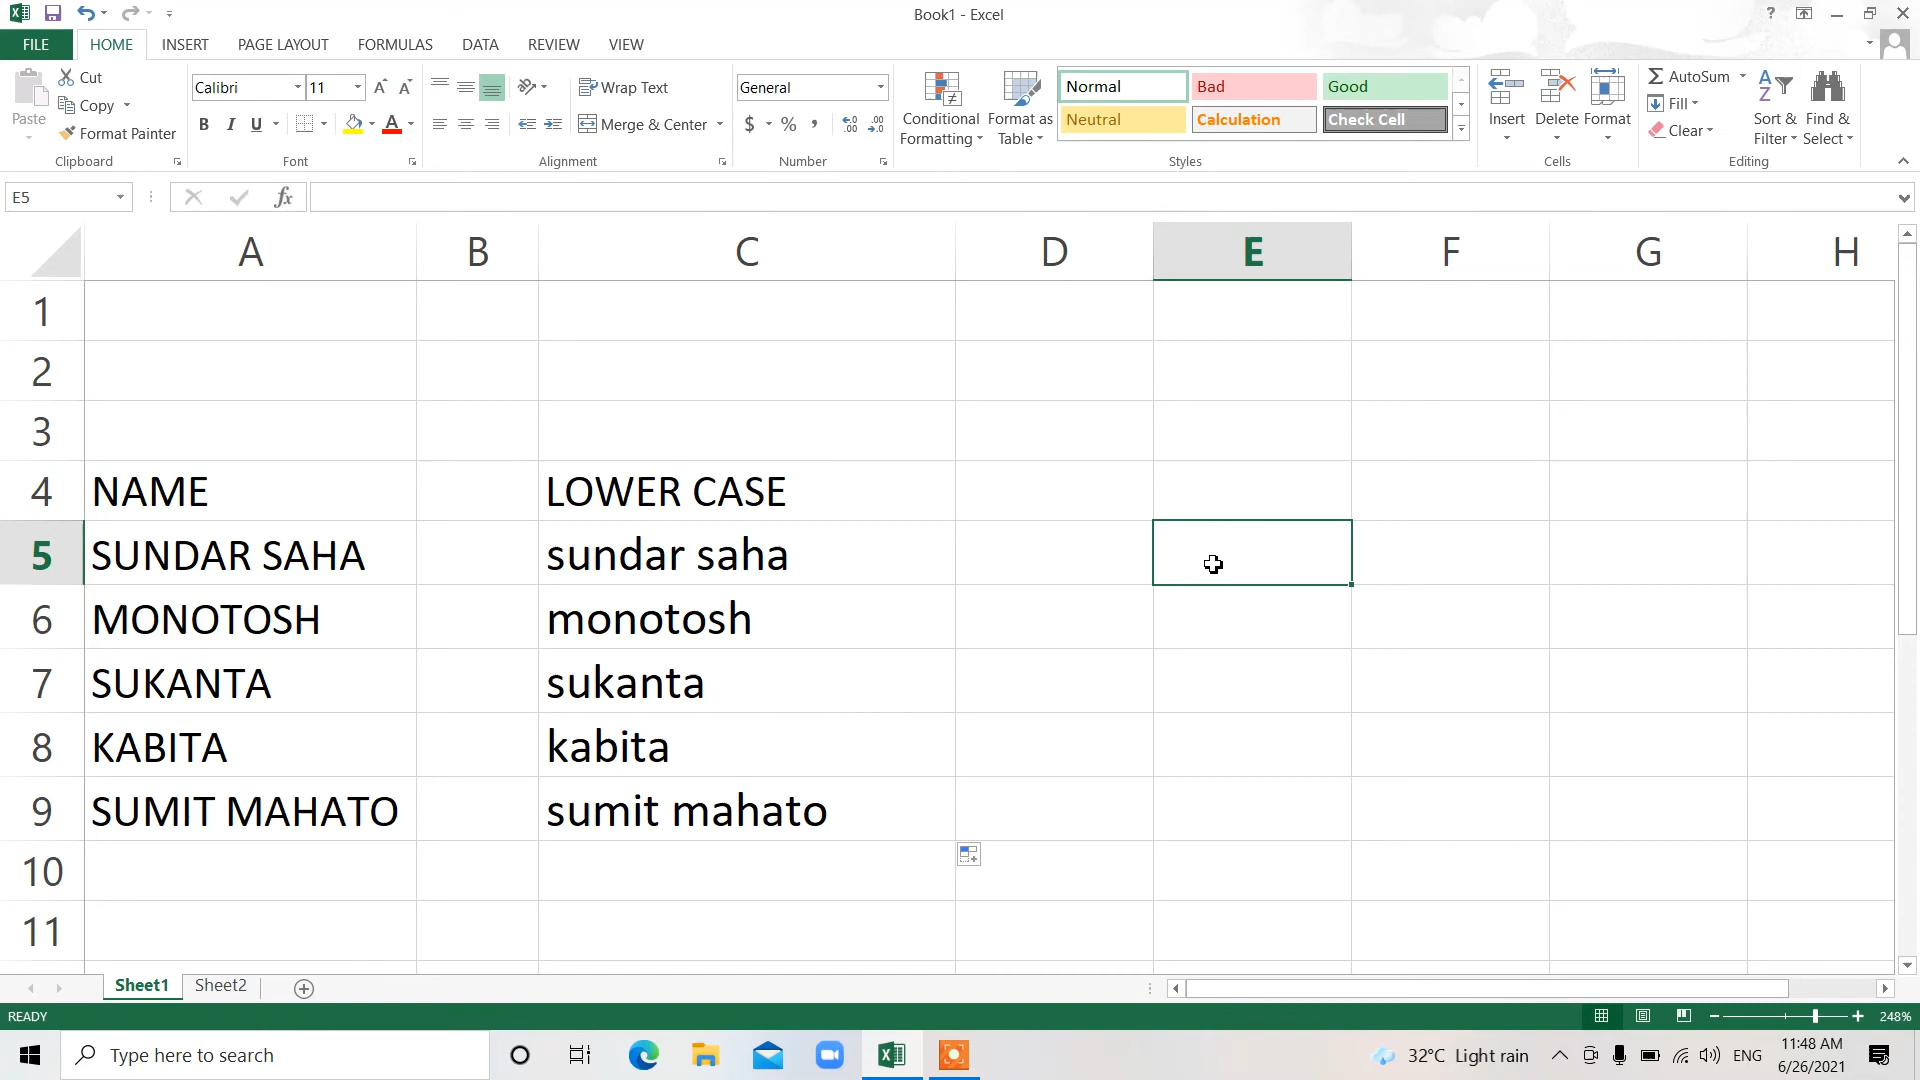 Book1 - Excel
?
FILE HOME INSERT PAGE LAYOUT FORMULAS DATA REVIEW VIEW
Paste
Cut
Copy
Format Painter
Clipboard
Calibri 11 A A
B I U A
Font
Wrap Text
Merge & Center
Alignment
General
$ % ,
Number
Conditional Formatting
Format as Table
Normal Bad Good
Neutral Calculation Check Cell
Styles
Insert Delete Format
Cells
AutoSum
Fill
Clear
Sort & Filter
Find & Select
Editing
E5 fx
A B C D E F G H
1
2
3
4 NAME LOWER CASE
5 SUNDAR SAHA sundar saha
6 MONOTOSH monotosh
7 SUKANTA sukanta
8 KABITA kabita
9 SUMIT MAHATO sumit mahato
10
11
Sheet1 Sheet2
READY 248%
Type here to search
32°C Light rain ENG 11:48 AM
6/26/2021